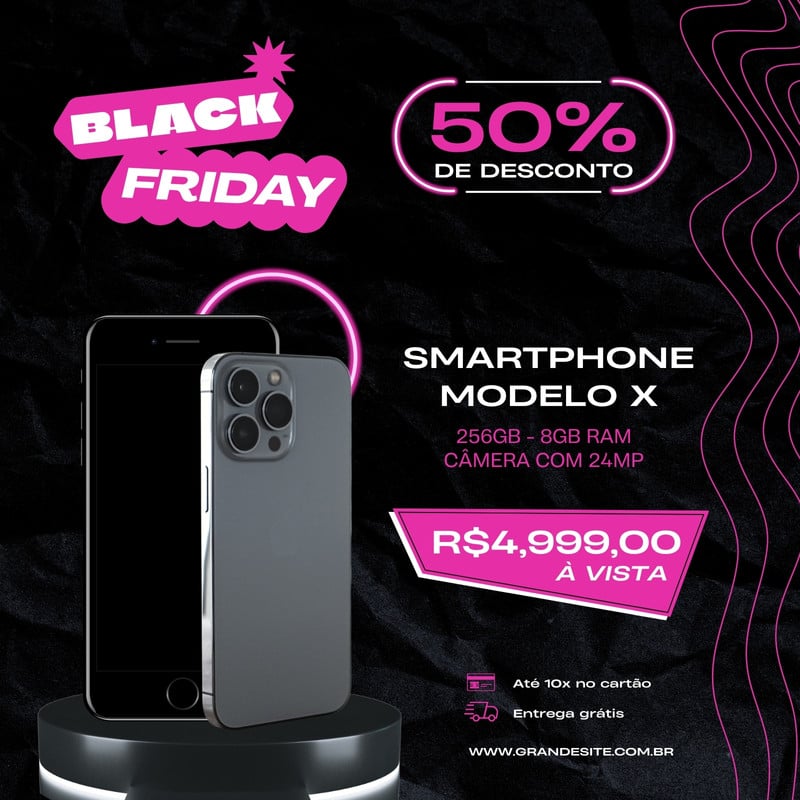 BLACK
FRIDAY
50%
DE DESCONTO
SMARTPHONE
MODELO X
256GB - 8GB RAM
CÂMERA COM 24MP
R$4,999,00
À VISTA
Até 10x no cartão
Entrega grátis
WWW.GRANDESITE.COM.BR